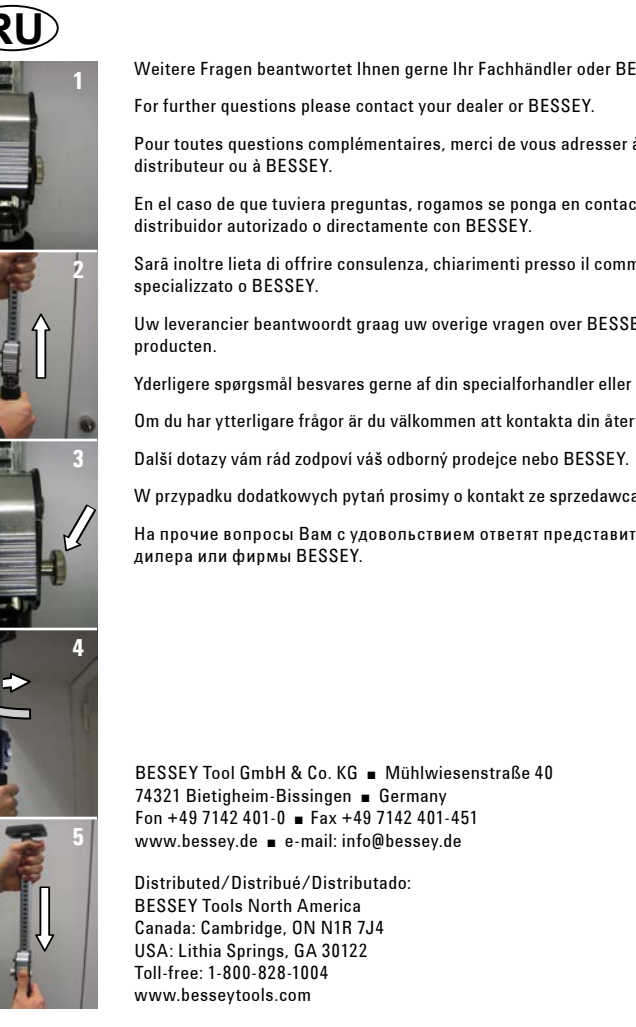 RU
1
2
3
4
5
Weitere Fragen beantwortet Ihnen gerne Ihr Fachhändler oder
For further questions please contact your dealer or BESSEY.
Pour toutes questions complémentaires, merci de vous adresser à
distributeur ou à BESSEY.
En el caso de que tuviera preguntas, rogamos se ponga en
distribuidor autorizado o directamente con BESSEY.
Sarã inoltre lieta di offrire consulenza, chiarimenti presso il
specializzato o BESSEY.
Uw leverancier beantwoordt graag uw overige vragen over
producten.
Yderligere spørgsmål besvares gerne af din specialforhandler eller
Om du har ytterligare frågor är du välkommen att kontakta din
Další dotazy vám rád zodpoví váš odborný prodejce nebo BESSEY.
W przypadku dodatkowych pytań prosimy o kontakt ze
На прочие вопросы Вам с удовольствием ответят
дилера или фирмы BESSEY.
BESSEY Tool GmbH & Co. KG ■ Mühlwiesenstraße 40
74321 Bietigheim-Bissingen ■ Germany
Fon +49 7142 401-0 ■ Fax +49 7142 401-451
www.bessey.de ■ e-mail: info@bessey.de
Distributed/Distribué/Distributado:
BESSEY Tools North America
Canada: Cambridge, ON N1R 7J4
USA: Lithia Springs, GA 30122
Toll-free: 1-800-828-1004
www.besseytools.com